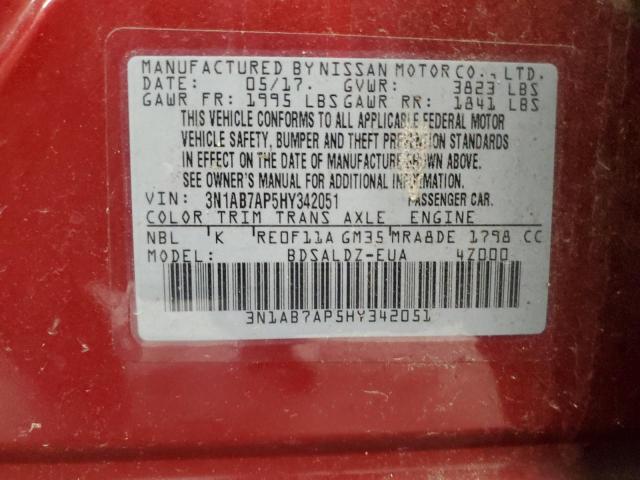 MANUFACTURED BY NISSAN MOTOR CO., LTD.
DATE: 05/17. GVWR: 3823 LBS
GAWR FR: 1995 LBS GAWR RR: 1841 LBS
THIS VEHICLE CONFORMS TO ALL APPLICABLE FEDERAL MOTOR
VEHICLE SAFETY, BUMPER AND THEFT PREVENTION STANDARDS
IN EFFECT ON THE DATE OF MANUFACTURE SHOWN ABOVE.
SEE OWNER'S MANUAL FOR ADDITIONAL INFORMATION.
VIN: 3N1AB7AP5HY342051 PASSENGER CAR.
COLOR TRIM TRANS AXLE ENGINE
NBL K RE0F11A GM35 MRA8DE 1798 CC
MODEL: BDSALDZ-EUA 4Z000
3N1AB7AP5HY342051